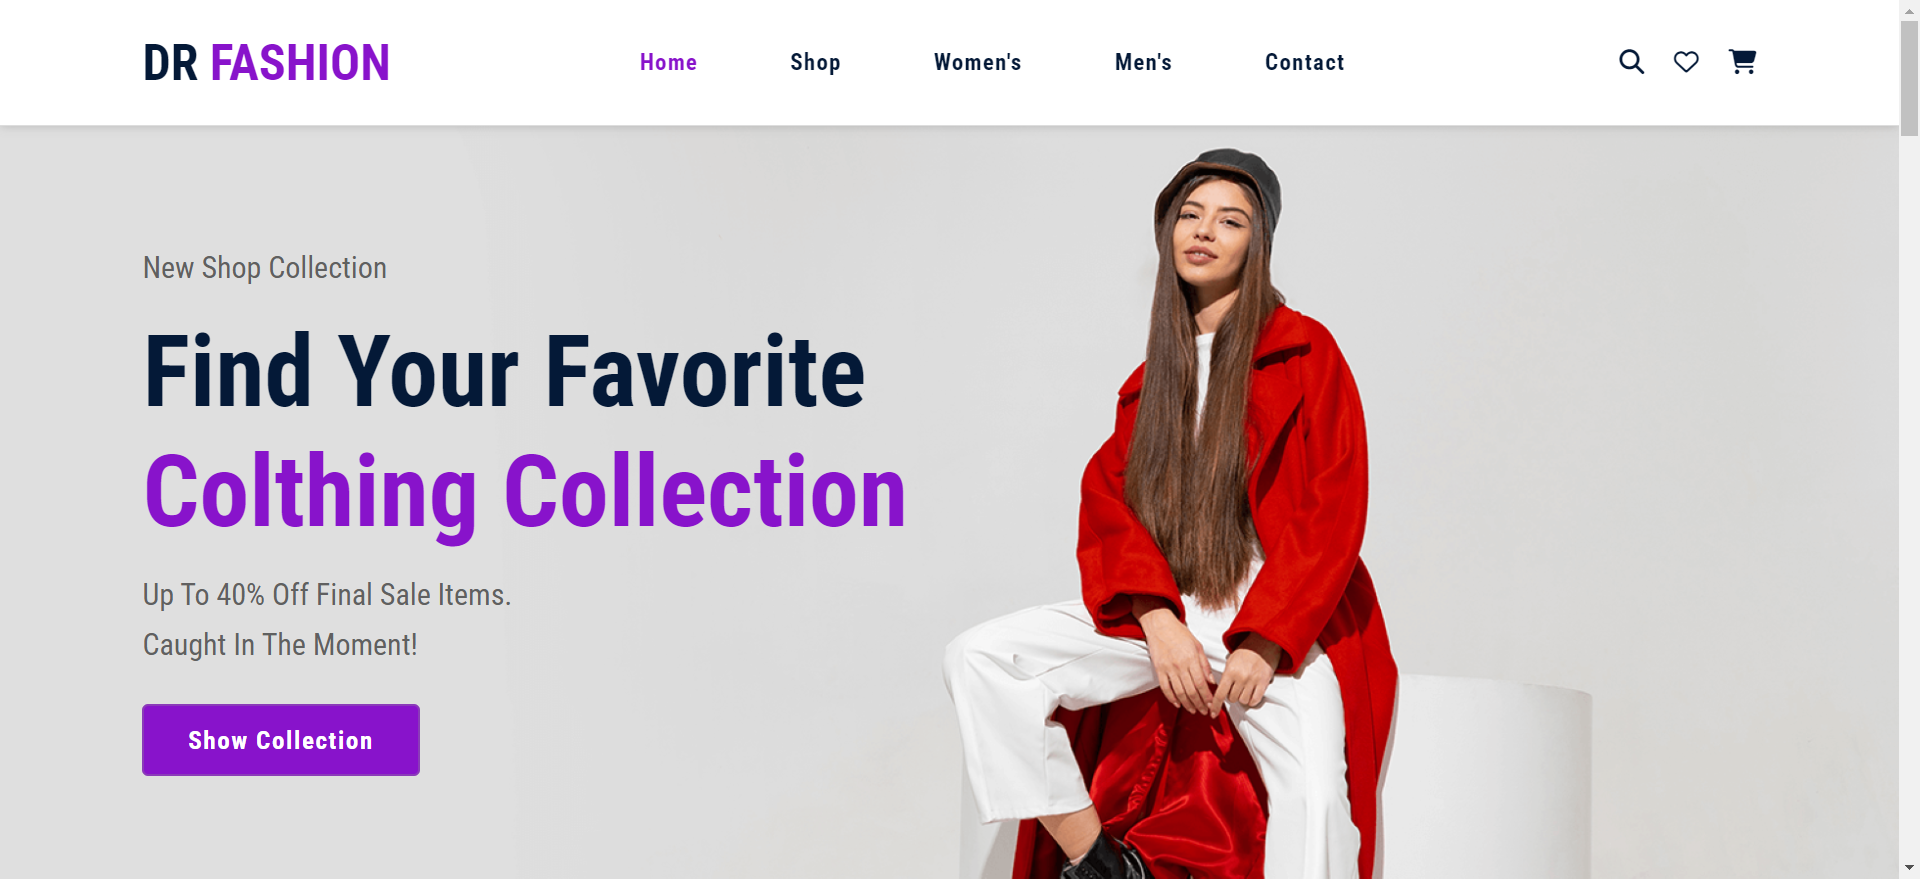 DR FASHION
Home Shop Women's Men's Contact
New Shop Collection
Find Your Favorite
Colthing Collection
Up To 40% Off Final Sale Items.
Caught In The Moment!
Show Collection